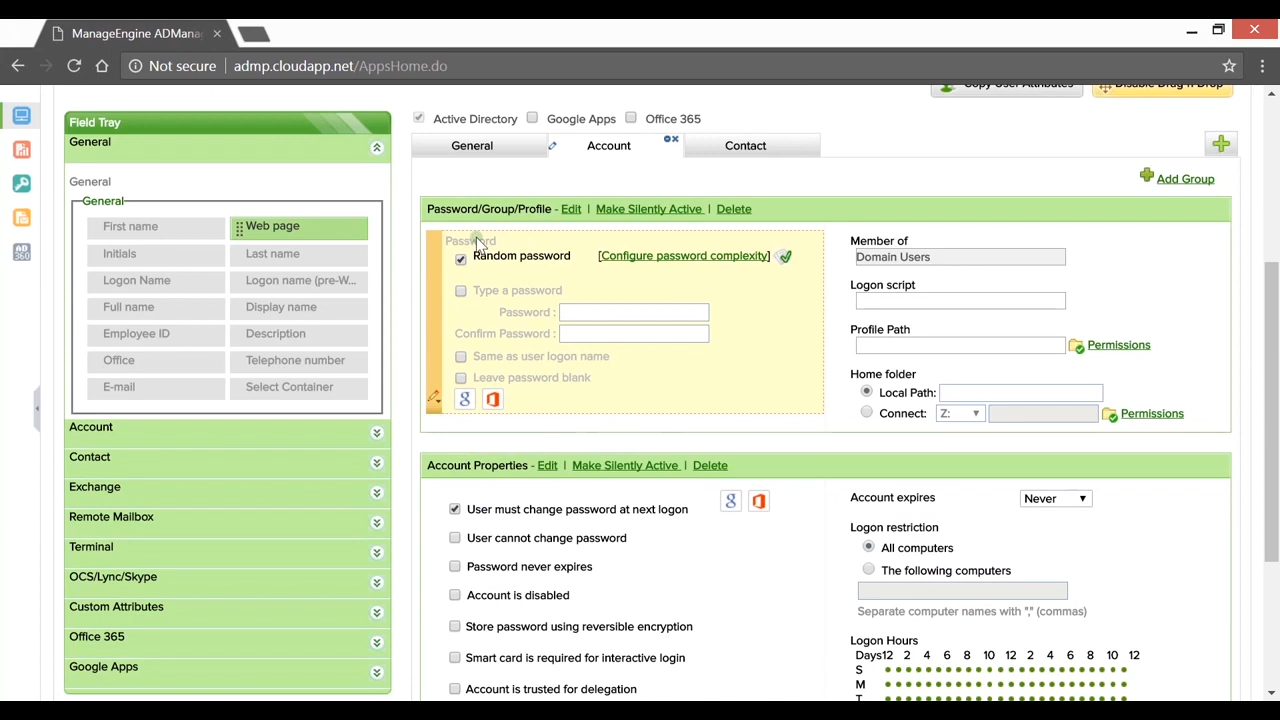 ManageEngine ADMana
Not secure admp.cloudapp.net/AppsHome.do
Copy User Attributes Disable Drag n Drop
Field Tray
General
General
General
First name Web page
Initials Last name
Logon Name Logon name (pre-W...
Full name Display name
Employee ID Description
Office Telephone number
E-mail Select Container
Account
Contact
Exchange
Remote Mailbox
Terminal
OCS/Lync/Skype
Custom Attributes
Office 365
Google Apps
AD
360
Active Directory Google Apps Office 365
General Account Contact
Add Group
Password/Group/Profile - Edit | Make Silently Active | Delete
Password
Random password [Configure password complexity]
Type a password
Password :
Confirm Password :
Same as user logon name
Leave password blank
Member of
Domain Users
Logon script
Profile Path
Permissions
Home folder
Local Path:
Connect: Z: Permissions
Account Properties - Edit | Make Silently Active | Delete
User must change password at next logon
User cannot change password
Password never expires
Account is disabled
Store password using reversible encryption
Smart card is required for interactive login
Account is trusted for delegation
Account expires Never
Logon restriction
All computers
The following computers
Separate computer names with "," (commas)
Logon Hours
Days12 2 4 6 8 10 12 2 4 6 8 10 12
S
M
T